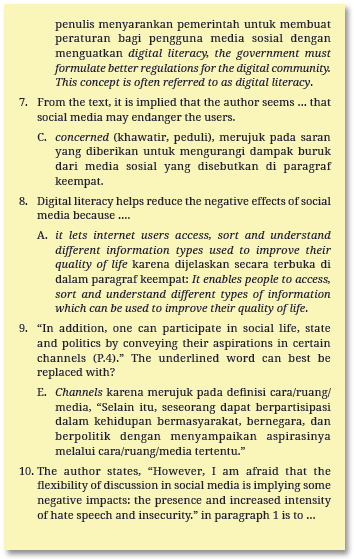 penulis menyarankan pemerintah untuk membuat
peraturan bagi pengguna media sosial dengan
menguatkan digital literacy, the government must
formulate better regulations for the digital community.
This concept is often referred to as digital literacy.
7. From the text, it is implied that the author seems ... that
social media may endanger the users.
C. concerned (khawatir, peduli), merujuk pada saran
yang diberikan untuk mengurangi dampak buruk
dari media sosial yang disebutkan di paragraf
keempat.
8. Digital literacy helps reduce the negative effects of social
media because ....
A. it lets internet users access, sort and understand
different information types used to improve their
quality of life karena dijelaskan secara terbuka di
dalam paragraf keempat: It enables people to access,
sort and understand different types of information
which can be used to improve their quality of life.
9. “In addition, one can participate in social life, state
and politics by conveying their aspirations in certain
channels (P.4).” The underlined word can best be
replaced with?
E. Channels karena merujuk pada definisi cara/ruang/
media, “Selain itu, seseorang dapat berpartisipasi
dalam kehidupan bermasyarakat, bernegara, dan
berpolitik dengan menyampaikan aspirasinya
melalui cara/ruang/media tertentu.”
10. The author states, “However, I am afraid that the
flexibility of discussion in social media is implying some
negative impacts: the presence and increased intensity
of hate speech and insecurity.” in paragraph 1 is to ...